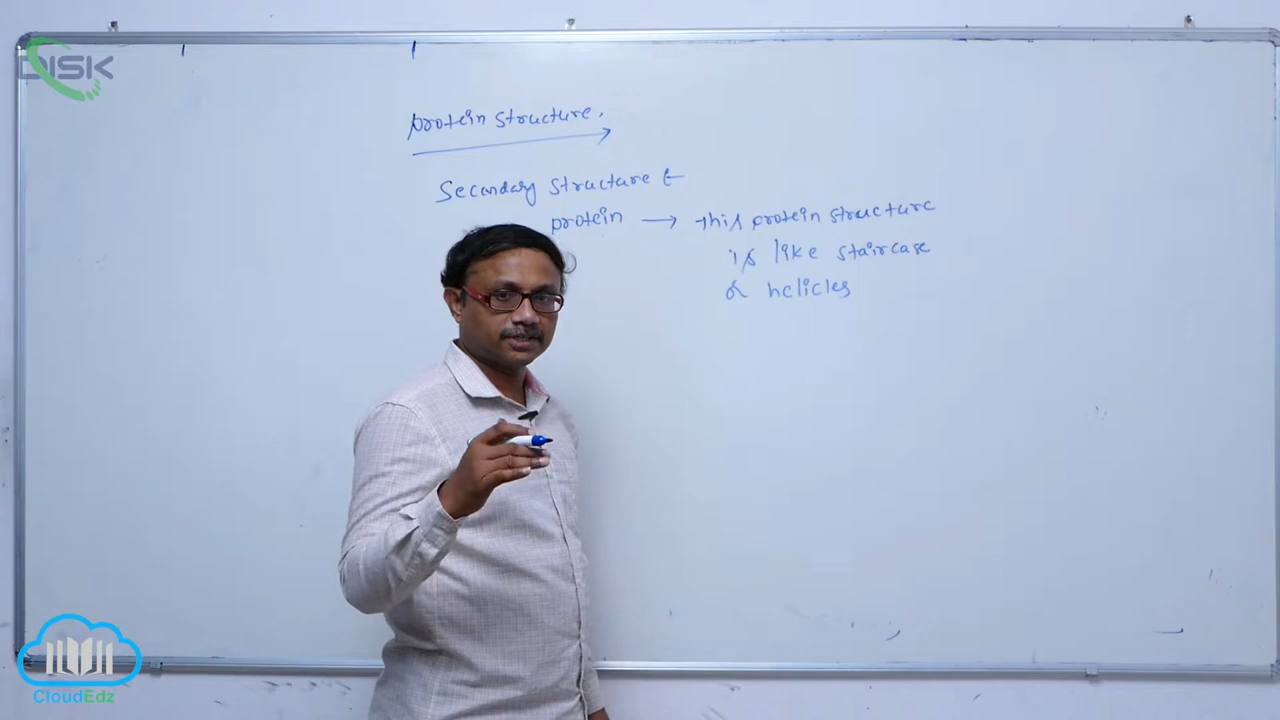 DISK
protein structure.
Secondary structure of
protein → this protein structure
is like staircase
α helicles
CloudEdz